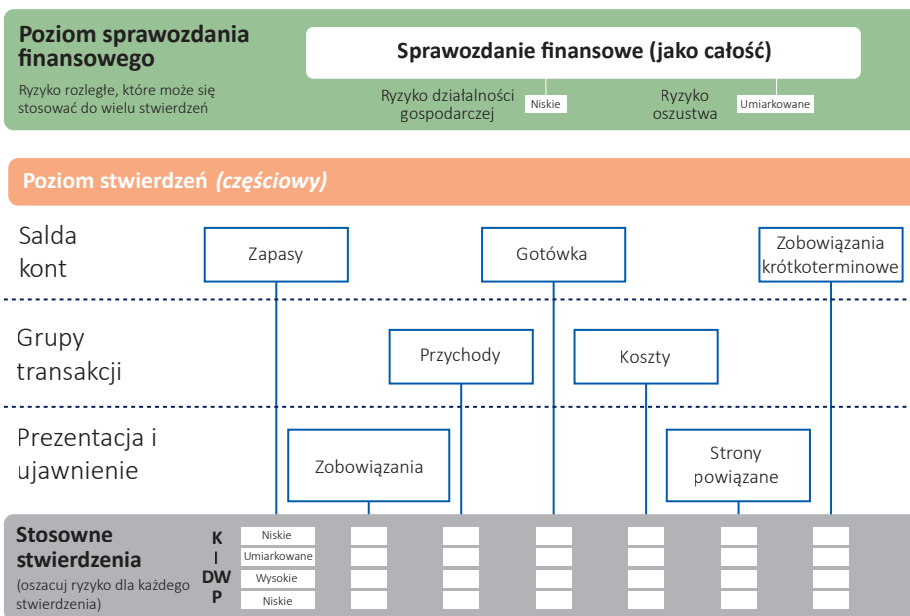 Poziom sprawozdania
finansowego
Ryzyko rozległe, które może się
stosować do wielu stwierdzeń
Sprawozdanie finansowe (jako całość)
Ryzyko działalności
gospodarczej
Niskie
Ryzyko
oszustwa
Umiarkowane
Poziom stwierdzeń (częściowy)
Salda
kont
Zapasy
Gotówka
Zobowiązania
krótkoterminowe
Grupy
transakcji
Przychody
Koszty
Prezentacja i
ujawnienie
Zobowiązania
Strony
powiązane
Stosowne
stwierdzenia
(oszacuj ryzyko dla każdego
stwierdzenia)
K Niskie
I Umiarkowane
DW Wysokie
P Niskie